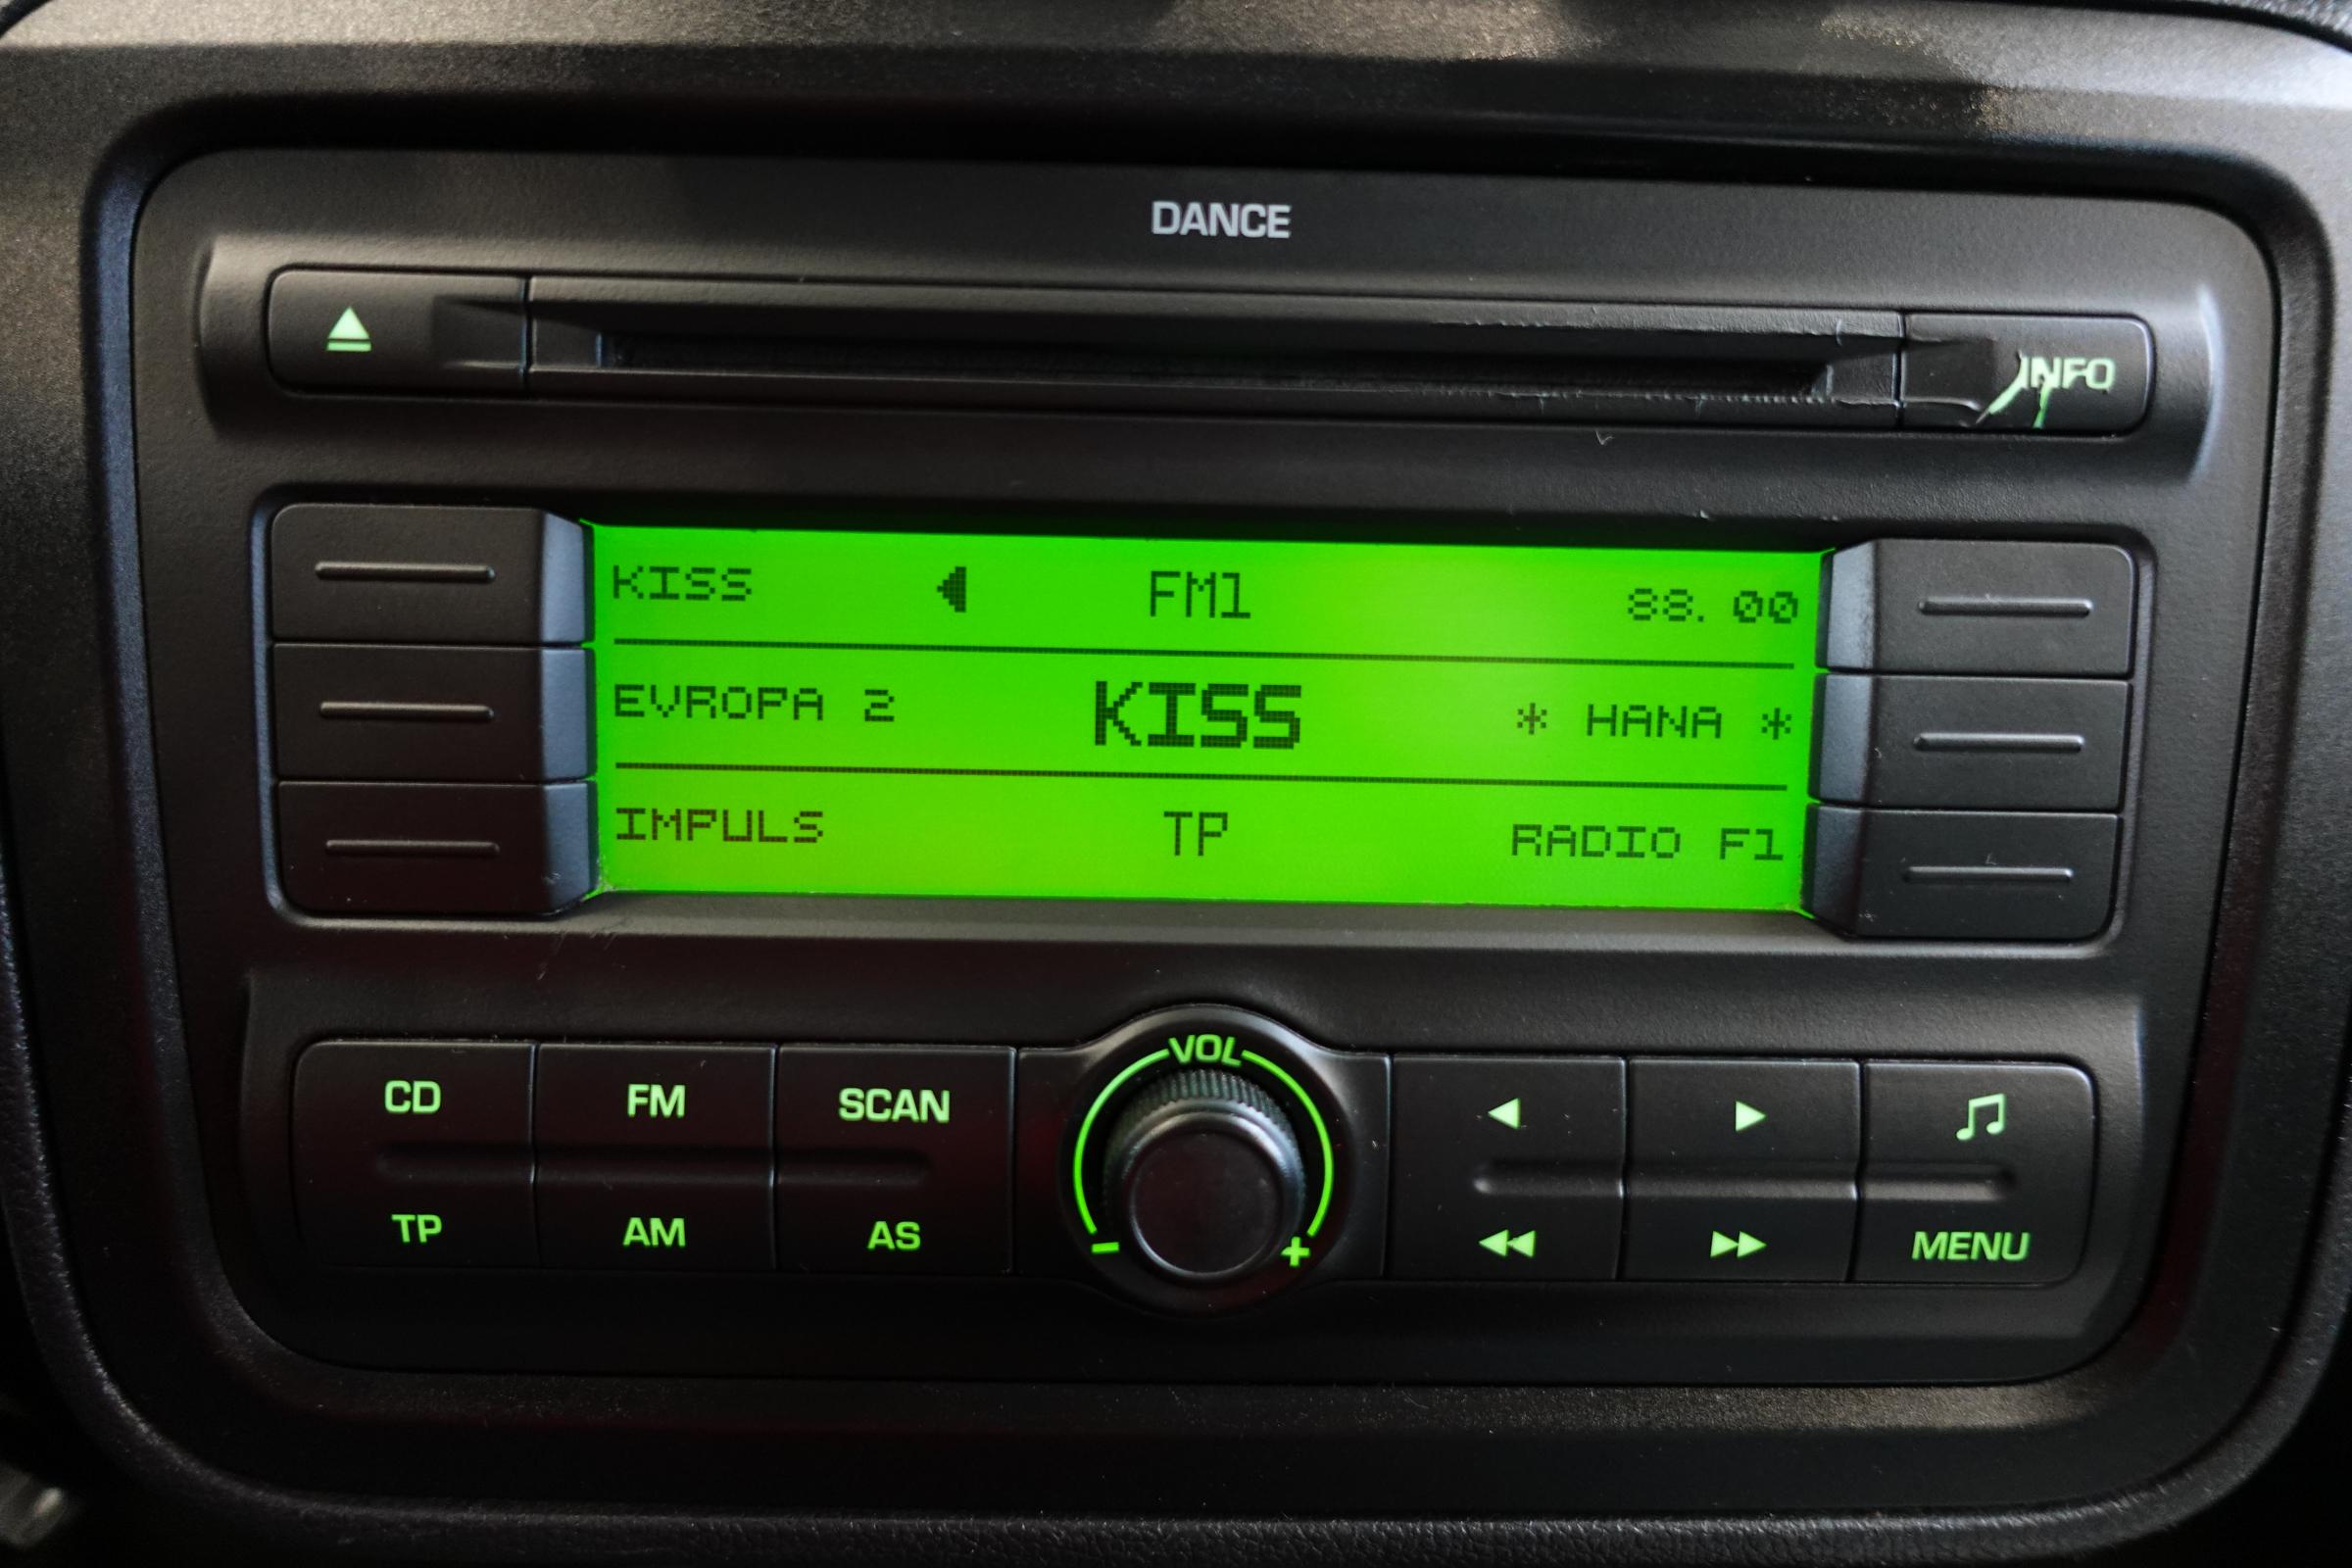 DANCE
INFO
KISS FM1 88.00
EVROPA 2 KISS * HANA *
IMPULS TP RADIO F1
VOL
CD FM SCAN
TP AM AS - + MENU